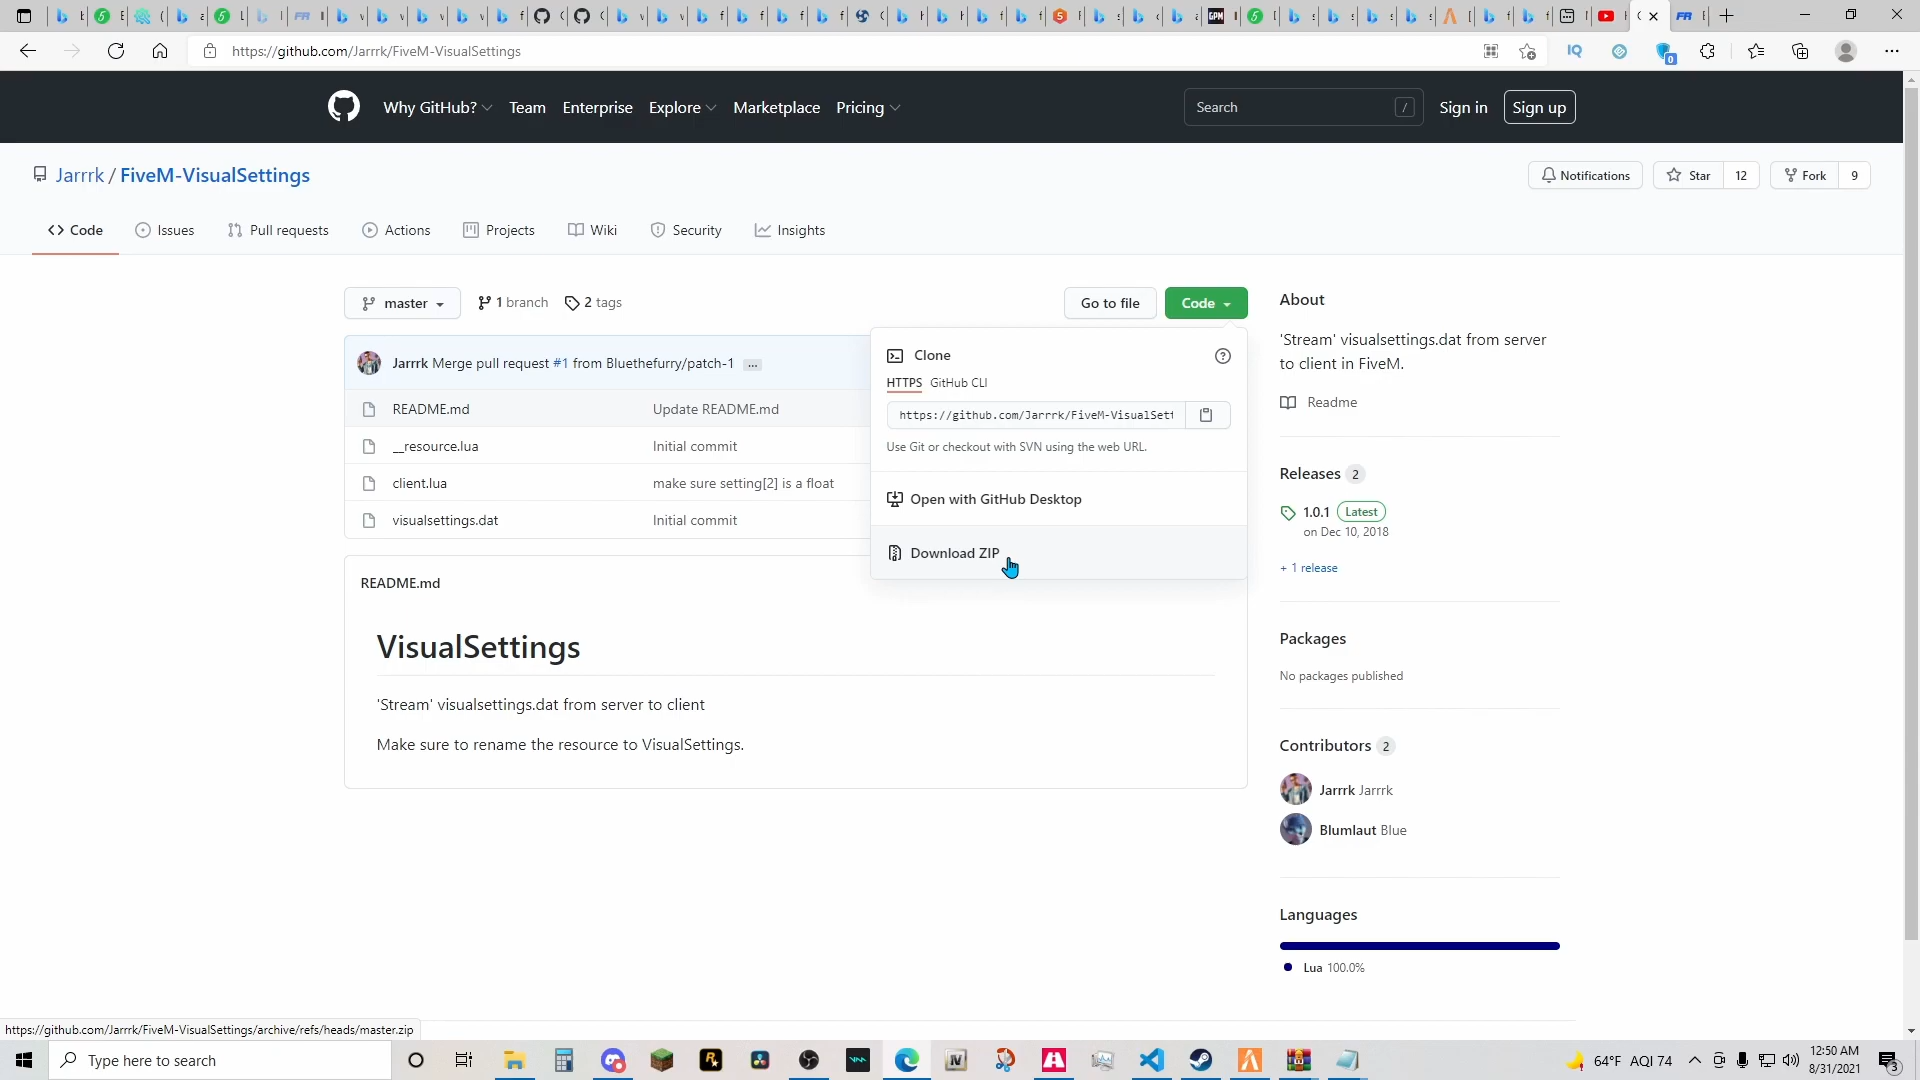 https://github.com/Jarrrk/FiveM-VisualSettings
0
Why GitHub?
Team
Enterprise
Explore
Marketplace
Pricing
Search
/
Sign in
Sign up
Jarrrk / FiveM-VisualSettings
Notifications
Star
12
Fork
9
Code
Issues
Pull requests
Actions
Projects
Wiki
Security
Insights
master
1 branch
2 tags
Go to file
Code
About
'Stream' visualsettings.dat from server
to client in FiveM.
Readme
Jarrrk Merge pull request #1 from Bluethefurry/patch-1 ...
README.md
Update README.md
__resource.lua
Initial commit
client.lua
make sure setting[2] is a float
visualsettings.dat
Initial commit
Clone
HTTPS
GitHub CLI
https://github.com/Jarrrk/FiveM-VisualSett
Use Git or checkout with SVN using the web URL.
Open with GitHub Desktop
Download ZIP
Releases 2
1.0.1
Latest
on Dec 10, 2018
+ 1 release
README.md
VisualSettings
'Stream' visualsettings.dat from server to client
Make sure to rename the resource to VisualSettings.
Packages
No packages published
Contributors 2
Jarrrk Jarrrk
Blumlaut Blue
Languages
Lua 100.0%
https://github.com/Jarrrk/FiveM-VisualSettings/archive/refs/heads/master.zip
Type here to search
64°F AQI 74
12:50 AM
8/31/2021
3